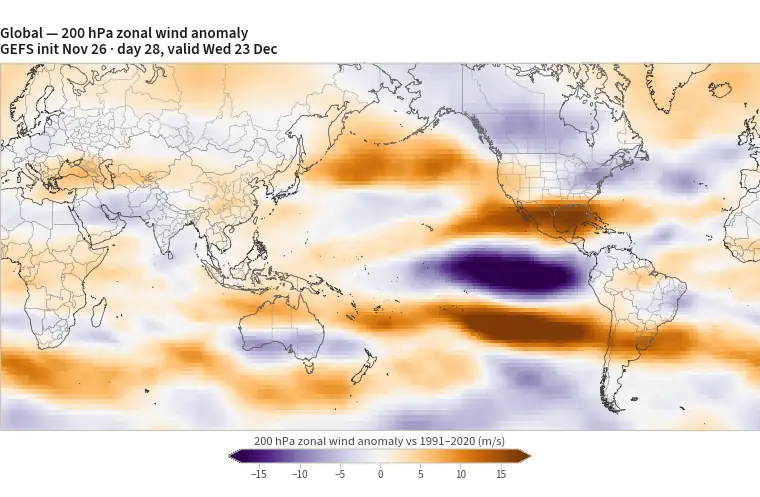 Global — 200 hPa zonal wind anomaly
GEFS init Nov 26 · day 28, valid Wed 23 Dec
200 hPa zonal wind anomaly vs 1991–2020 (m/s)
−15 −10 −5 0 5 10 15